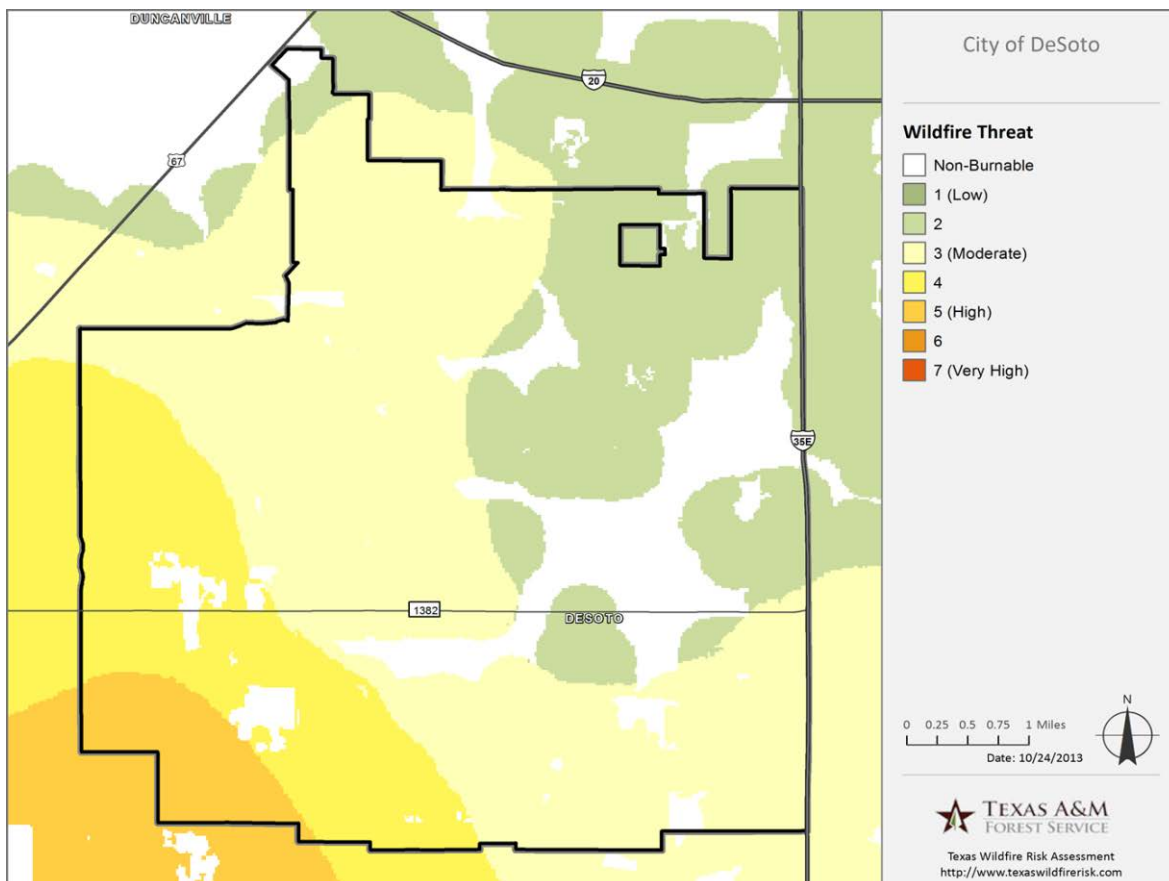 DUNCANVILLE
20
67
35E
1382
DESOTO
City of DeSoto
Wildfire Threat
Non-Burnable
1 (Low)
2
3 (Moderate)
4
5 (High)
6
7 (Very High)
N
0 0.25 0.5 0.75 1 Miles
Date: 10/24/2013
TEXAS A&M
FOREST SERVICE
Texas Wildfire Risk Assessment
http://www.texaswildfirerisk.com